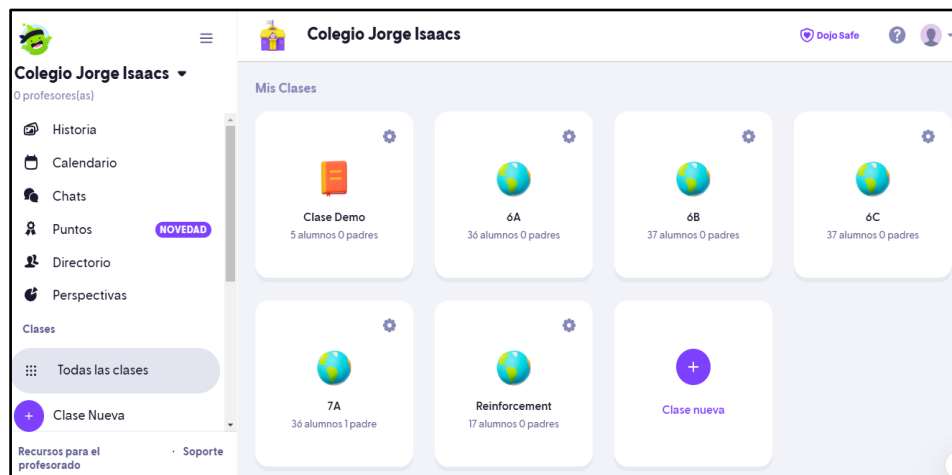 Colegio Jorge Isaacs
0 profesores(as)
Historia
Calendario
Chats
Puntos NOVEDAD
Directorio
Perspectivas
Clases
Todas las clases
Clase Nueva
Recursos para el
profesorado
· Soporte
Colegio Jorge Isaacs
Dojo Safe
Mis Clases
Clase Demo
5 alumnos 0 padres
6A
36 alumnos 0 padres
6B
37 alumnos 0 padres
6C
37 alumnos 0 padres
7A
36 alumnos 1 padre
Reinforcement
17 alumnos 0 padres
Clase nueva